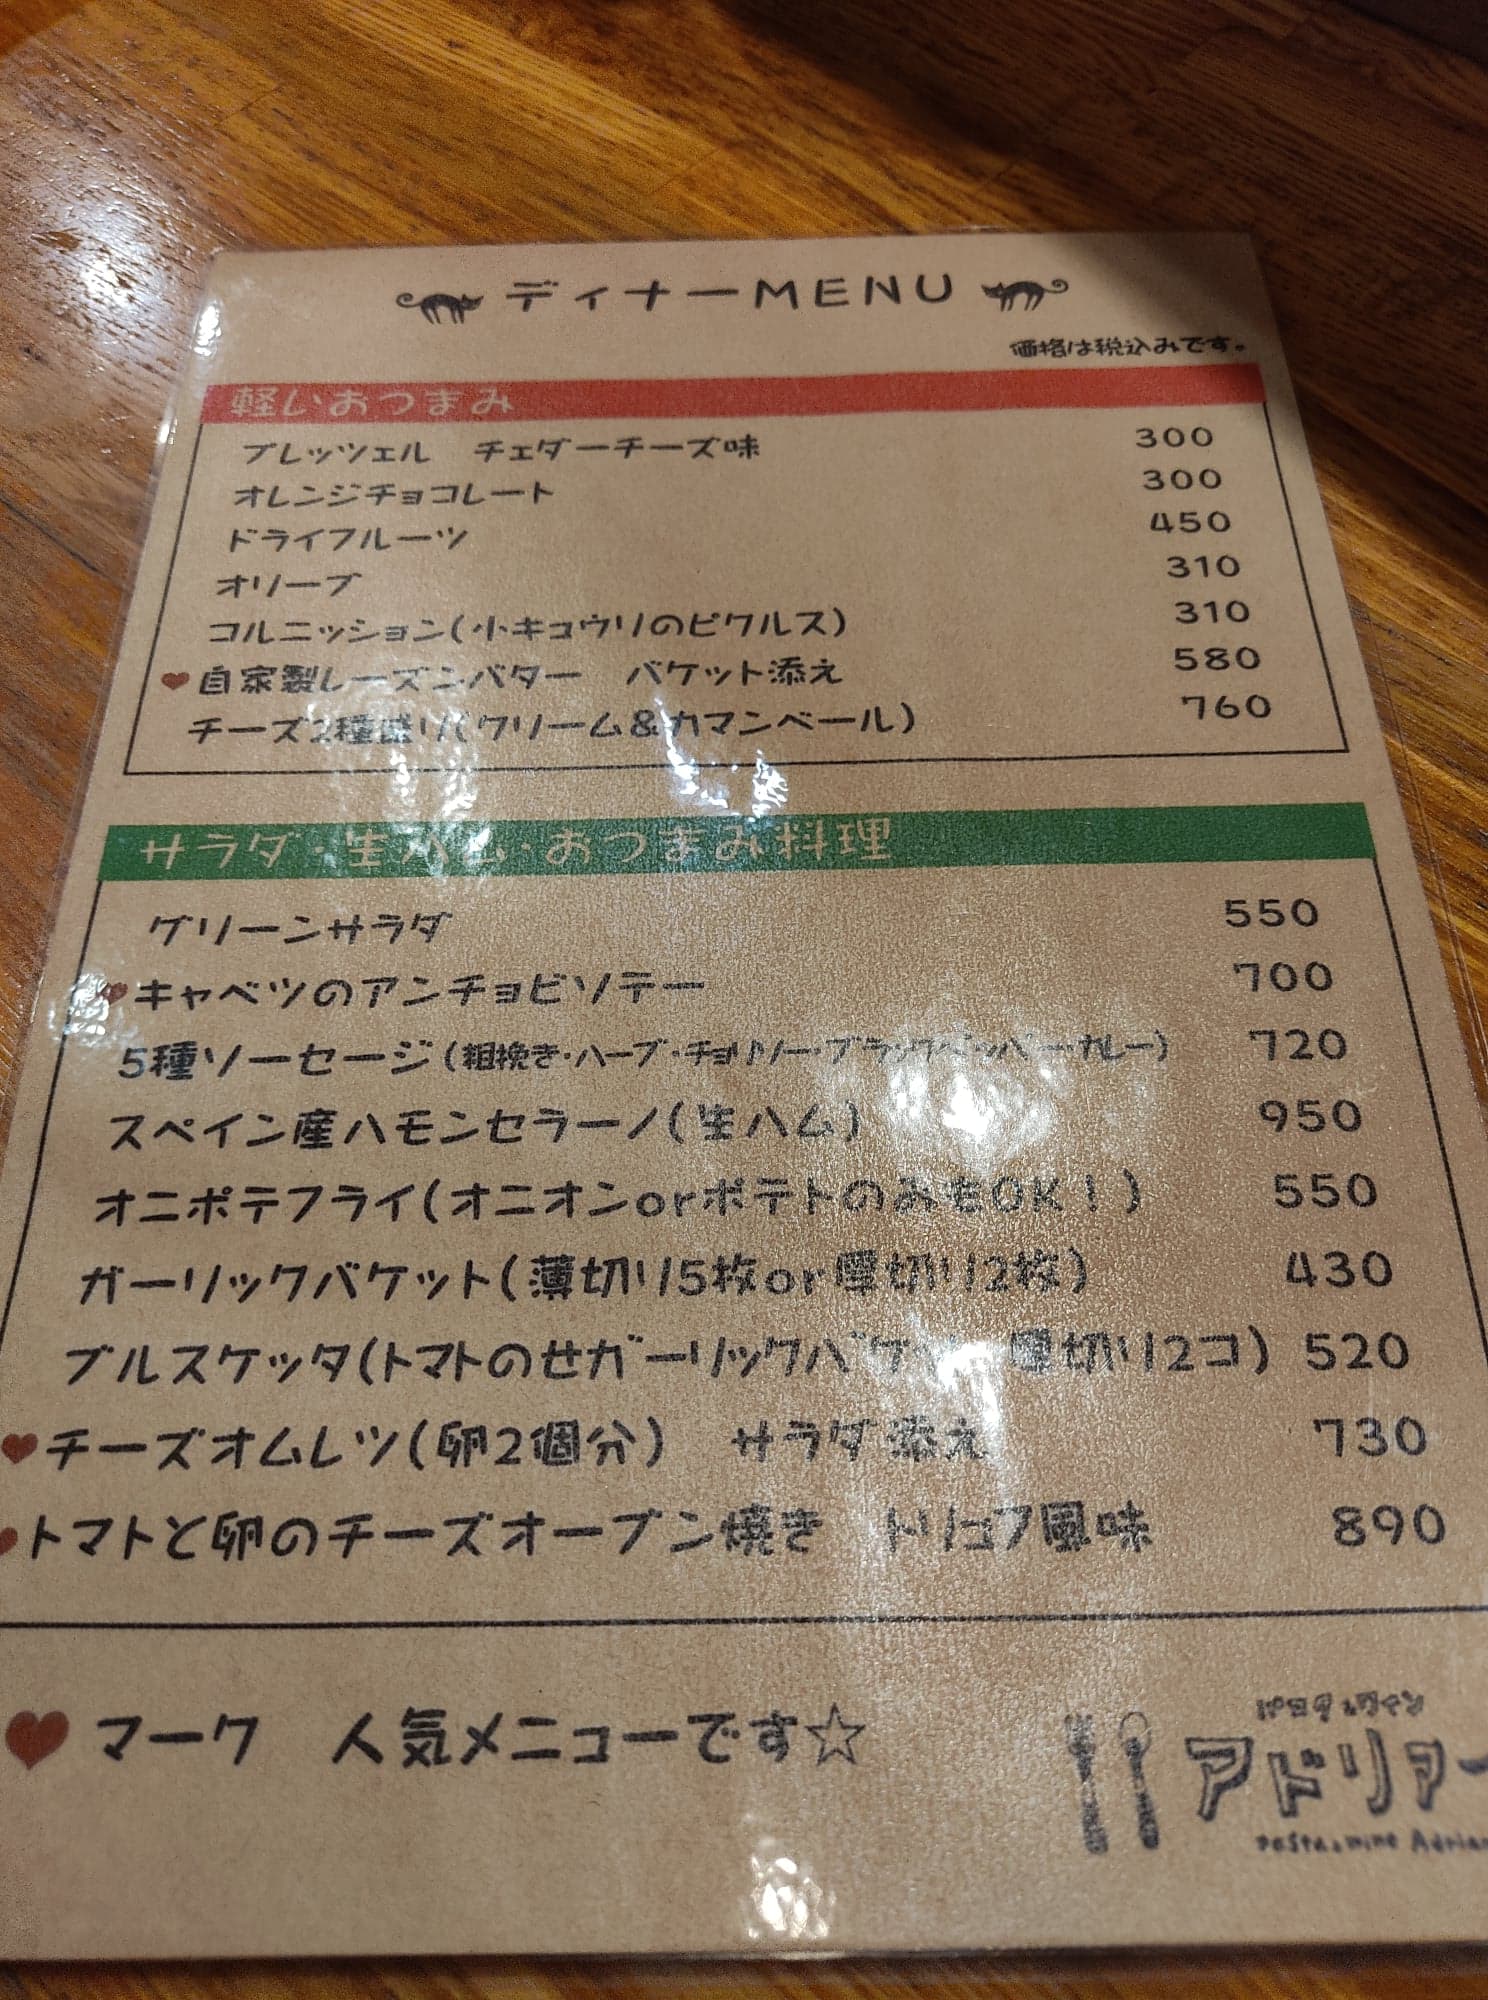 ディナーMENU
価格は税込みです。
軽いおつまみ
プレッツェル　チェダーチーズ味 300
オレンジチョコレート 300
ドライフルーツ 450
オリーブ 310
コルニッション(小キュウリのピクルス) 310
❤自家製レーズンバター　バケット添え 580
チーズ2種盛り(クリーム&カマンベール) 760
サラダ・生ハム・おつまみ料理
グリーンサラダ 550
❤キャベツのアンチョビソテー 700
5種ソーセージ(粗挽き・ハーブ・チョリソー・ブラックペッパー・カレー) 720
スペイン産ハモンセラーノ(生ハム) 950
オニポテフライ(オニオンorポテトのみもOK！) 550
ガーリックバケット(薄切り5枚or厚切り2枚) 430
ブルスケッタ(トマトのせガーリックバケット 厚切り2コ) 520
❤チーズオムレツ(卵2個分)　サラダ添え 730
❤トマトと卵のチーズオーブン焼き　トリュフ風味 890
❤マーク　人気メニューです☆
アドリアー
Pasta&wine